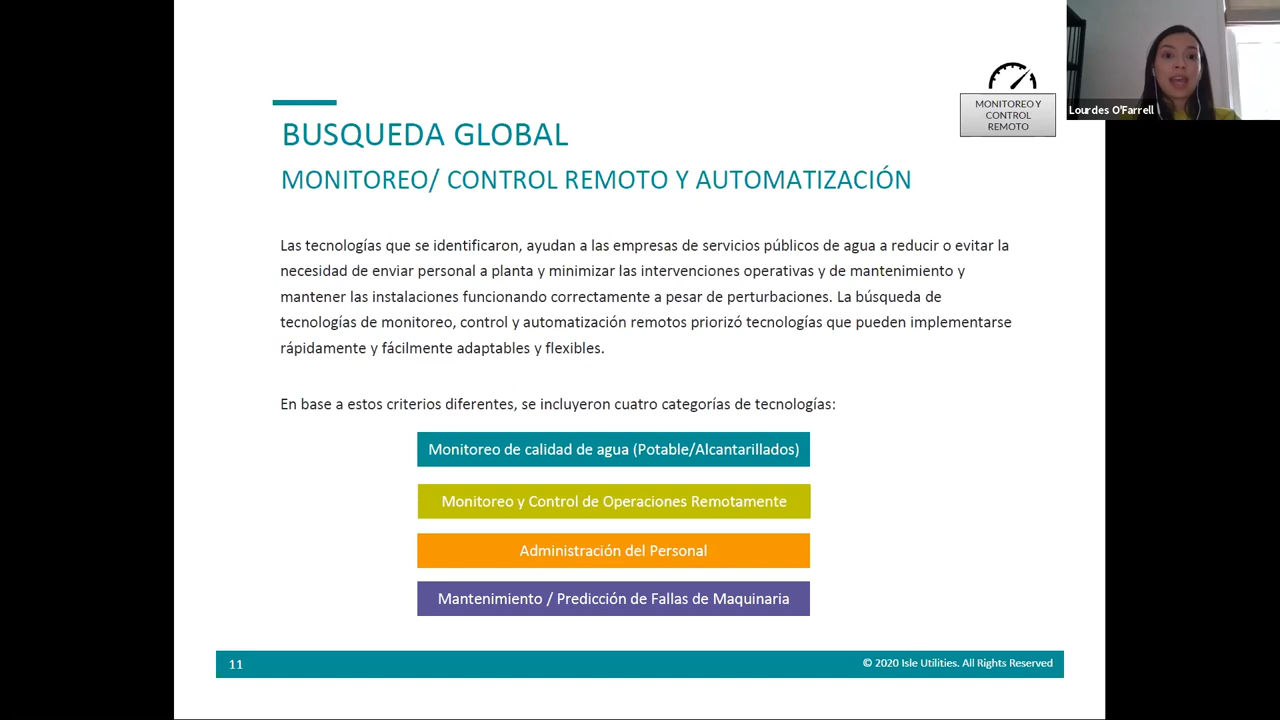 MONITOREO Y
CONTROL
REMOTO
Lourdes O'Farrell
BUSQUEDA GLOBAL
MONITOREO/ CONTROL REMOTO Y AUTOMATIZACIÓN
Las tecnologías que se identificaron, ayudan a las empresas de servicios públicos de agua a reducir o evitar la
necesidad de enviar personal a planta y minimizar las intervenciones operativas y de mantenimiento y
mantener las instalaciones funcionando correctamente a pesar de perturbaciones. La búsqueda de
tecnologías de monitoreo, control y automatización remotos priorizó tecnologías que pueden implementarse
rápidamente y fácilmente adaptables y flexibles.
En base a estos criterios diferentes, se incluyeron cuatro categorías de tecnologías:
Monitoreo de calidad de agua (Potable/Alcantarillados)
Monitoreo y Control de Operaciones Remotamente
Administración del Personal
Mantenimiento / Predicción de Fallas de Maquinaria
11
© 2020 Isle Utilities. All Rights Reserved